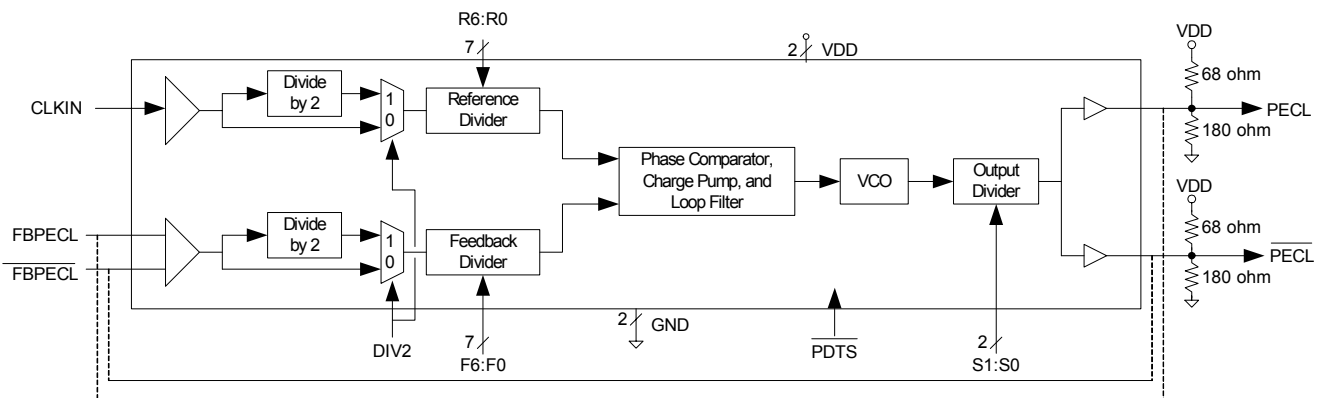 R6:R0
7
2 VDD
VDD
68 ohm
CLKIN
Divide
by 2
1
0
Reference
Divider
PECL
180 ohm
Phase Comparator,
Charge Pump, and
Loop Filter
VCO
Output
Divider
VDD
68 ohm
FBPECL
FBPECL
Divide
by 2
1
0
Feedback
Divider
PECL
180 ohm
DIV2
7
F6:F0
2 GND
PDTS
2
S1:S0